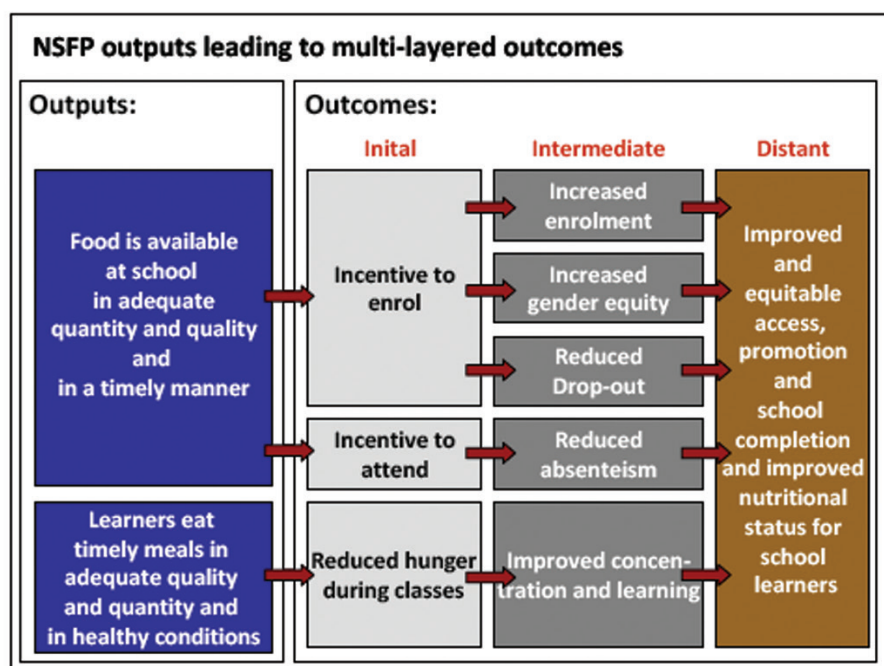 NSFP outputs leading to multi-layered outcomes
Outputs:
Outcomes:
Inital
Intermediate
Distant
Food is available
at school
in adequate
quantity and quality
and
in a timely manner
Incentive to
enrol
Increased
enrolment
Increased
gender equity
Reduced
Drop-out
Incentive to
attend
Reduced
absenteism
Learners eat
timely meals in
adequate quality
and quantity and
in healthy conditions
Reduced hunger
during classes
Improved concen-
tration and learning
Improved
and
equitable
access,
promotion
and
school
completion
and improved
nutritional
status for
school
learners